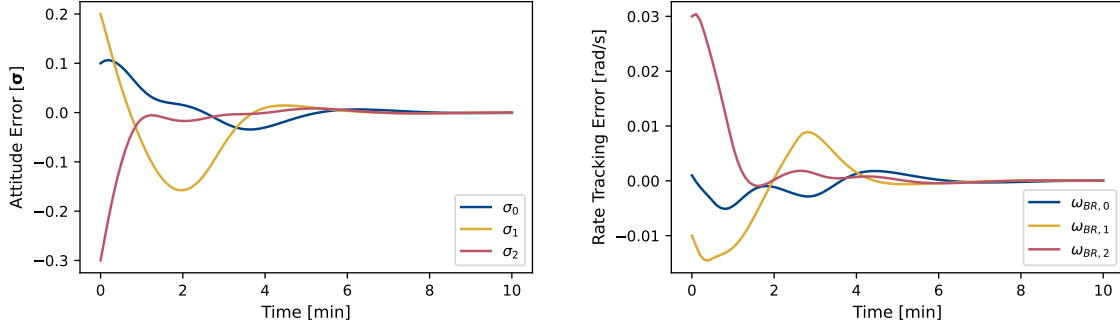 0.2
0.1
0.0
−0.1
−0.2
−0.3
Attitude Error [σ]
σ0
σ1
σ2
0 2 4 6 8 10
Time [min]
0.03
0.02
0.01
0.00
−0.01
Rate Tracking Error [rad/s]
ωBR, 0
ωBR, 1
ωBR, 2
0 2 4 6 8 10
Time [min]